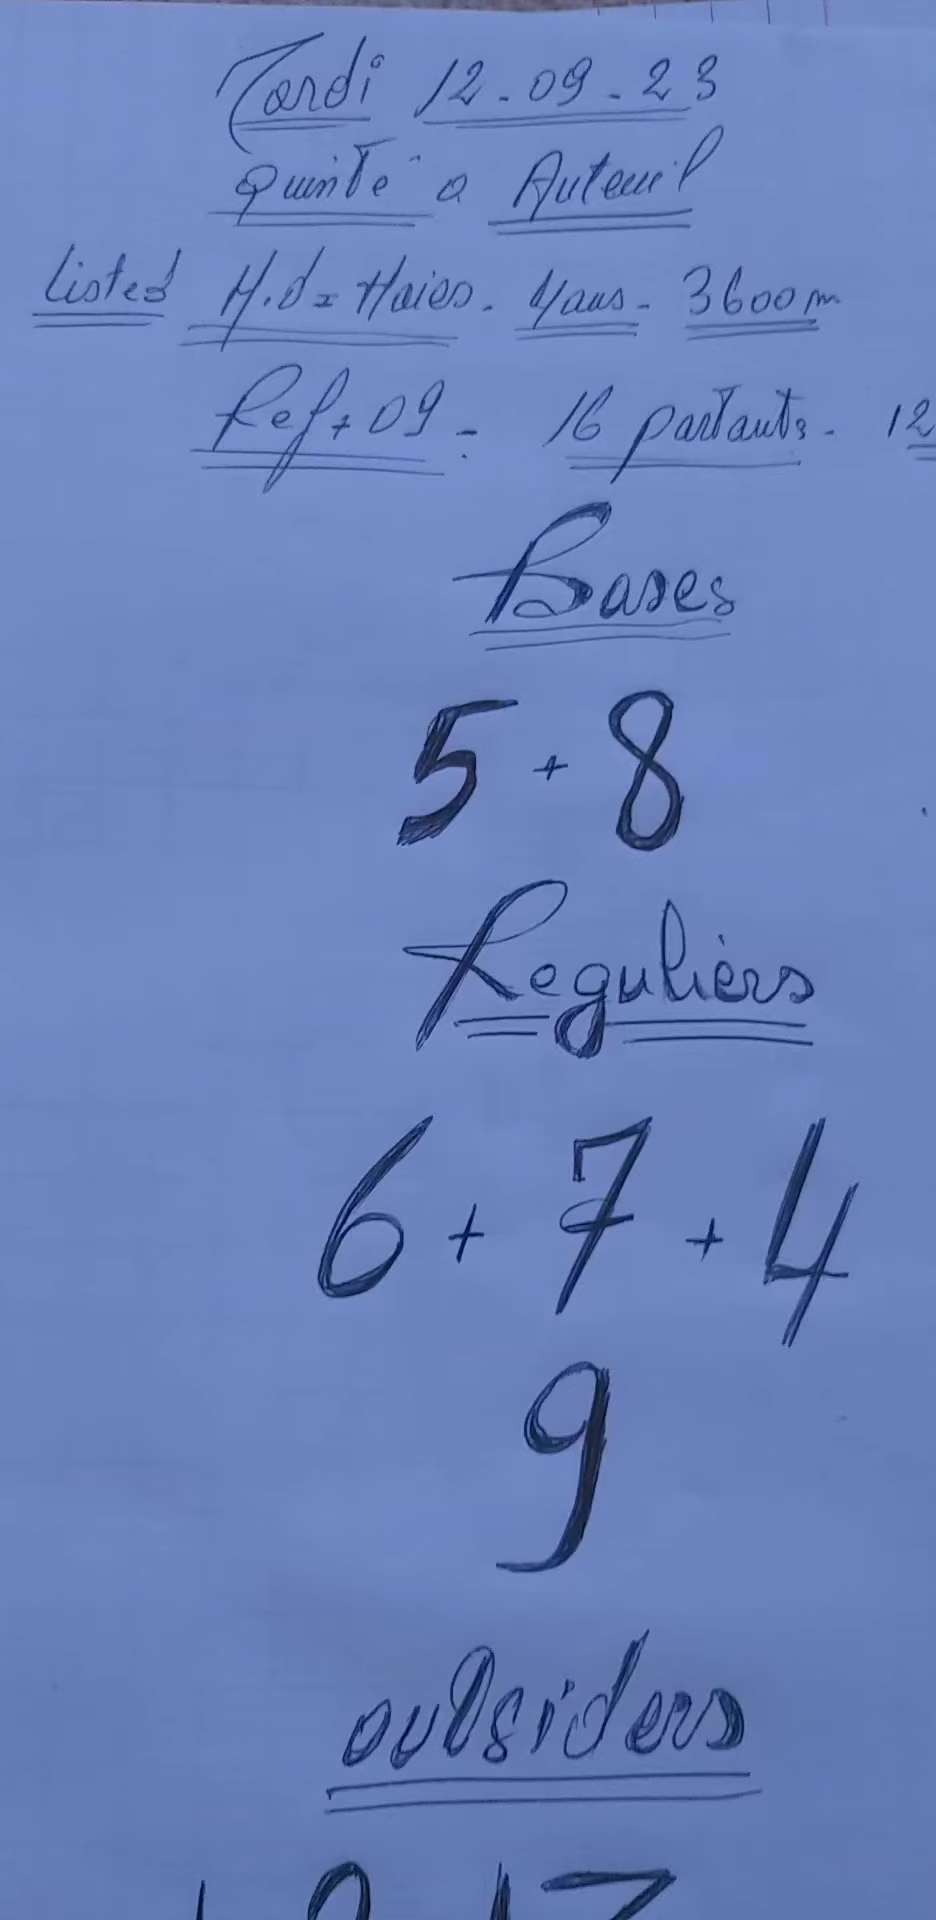 Mardi 12-09-23
Quinté à Auteuil
Listed H.d= Haies - 4ans - 3600m
Ref + 09 - 16 partants - 12
Bases
5 + 8
Reguliers
6 + 7 + 4
9
outsiders